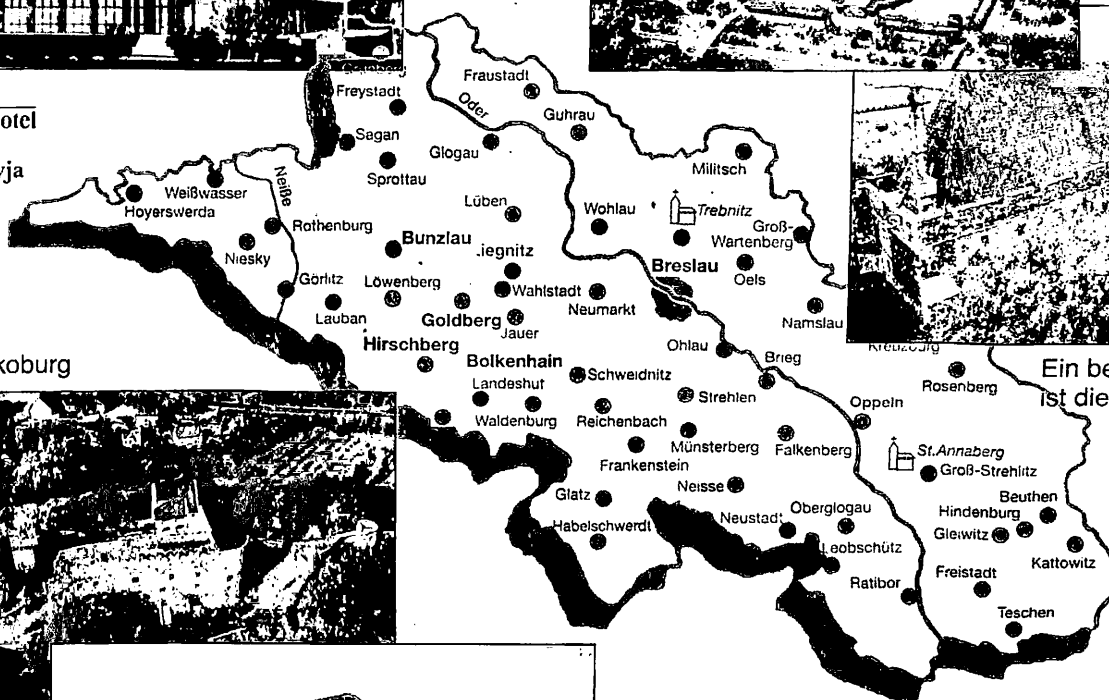 Fraustadt
Freystadt
Oder
Guhrau
otel
Sagan
Glogau
Sprottau
Militsch
yja
Neiße
Weißwasser
Hoyerswerda
Lüben
Wohlau
Trebnitz
Rothenburg
Groß-
Wartenberg
Bunzlau
iegnitz
Niesky
Breslau
Oels
Görlitz
Löwenberg
Wahlstadt
Neumarkt
Lauban
Goldberg
Jauer
Namslau
Hirschberg
Ohlau
Kreuzburg
Brieg
koburg
Bolkenhain
Schweidnitz
Rosenberg
Ein be
ist die
Landeshut
Strehlen
Oppeln
Waldenburg
Reichenbach
Münsterberg
Falkenberg
St.Annaberg
Groß-Strehlitz
Frankenstein
Neisse
Glatz
Beuthen
Hindenburg
Oberglogau
Neustadt
Habelschwerdt
Gleiwitz
Leobschütz
Kattowitz
Ratibor
Freistadt
Teschen